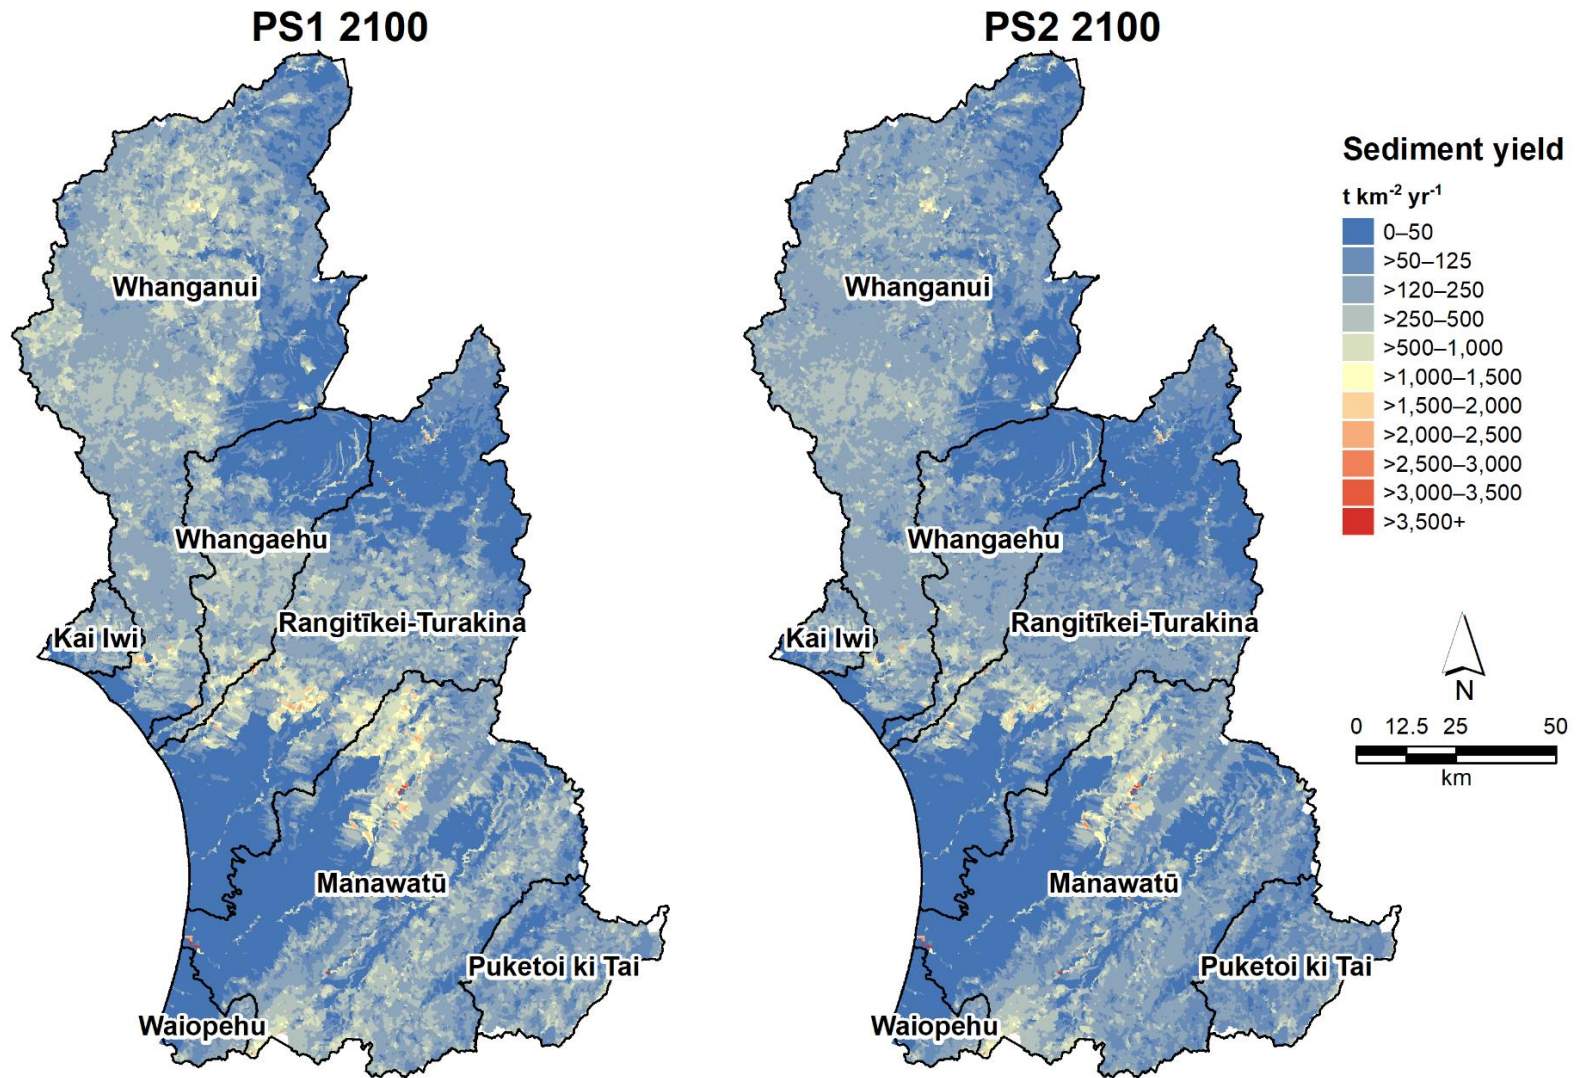 PS1 2100
PS2 2100
Whanganui
Whangaehu
Kai Iwi
Rangitīkei-Turakina
Manawatū
Puketoi ki Tai
Waiopehu
Whanganui
Whangaehu
Kai Iwi
Rangitīkei-Turakina
Manawatū
Puketoi ki Tai
Waiopehu
Sediment yield
t km⁻² yr⁻¹
0–50
>50–125
>120–250
>250–500
>500–1,000
>1,000–1,500
>1,500–2,000
>2,000–2,500
>2,500–3,000
>3,000–3,500
>3,500+
N
0 12.5 25 50
km